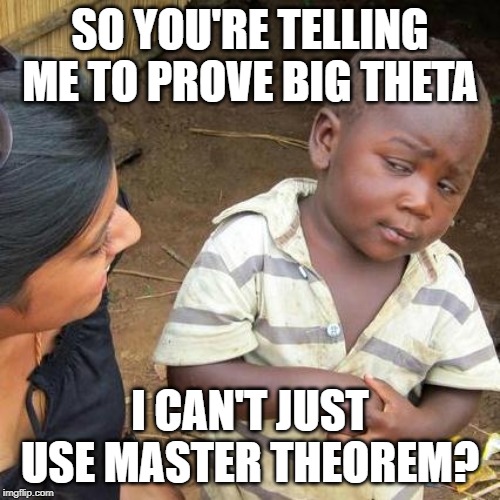 SO YOU'RE TELLING
ME TO PROVE BIG THETA
I CAN'T JUST
USE MASTER THEOREM?
imgflip.com